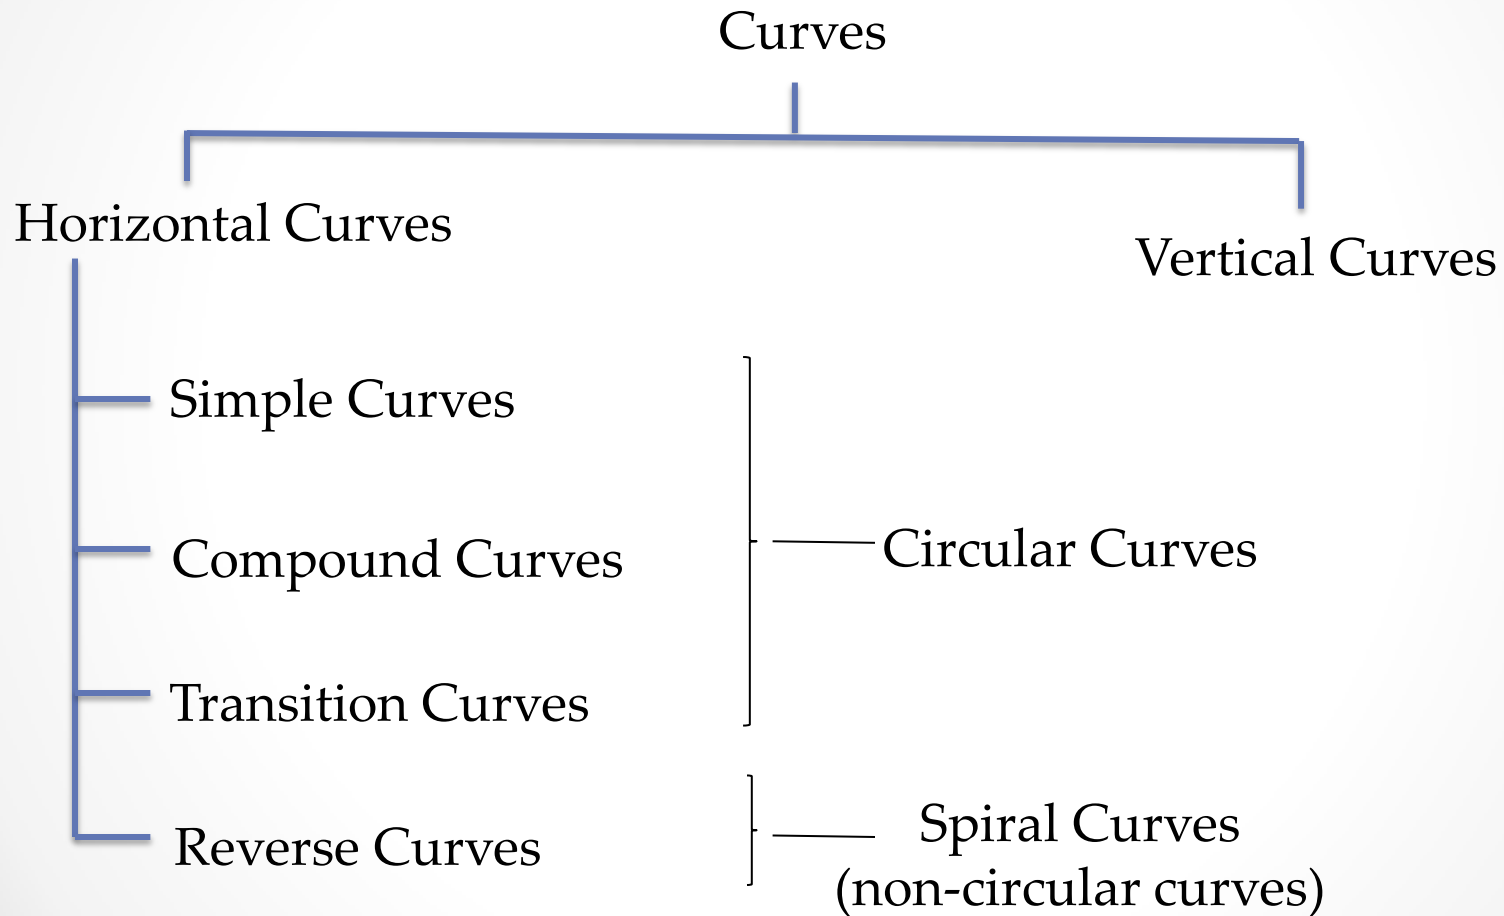 Curves
Horizontal Curves
Vertical Curves
Simple Curves
Compound Curves
Circular Curves
Transition Curves
Reverse Curves
Spiral Curves
(non-circular curves)